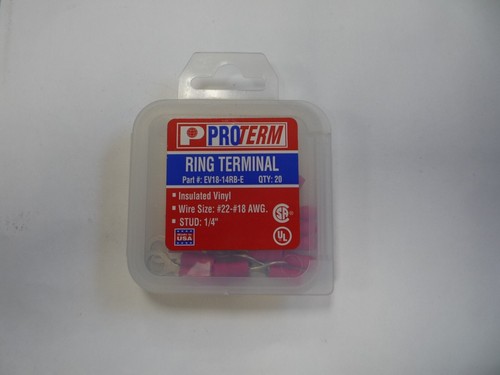 P PROTERM
RING TERMINAL
Part #: EV18-14RB-E QTY: 20
• Insulated Vinyl
• Wire Size: #22-#18 AWG.
• STUD: 1/4"
USA
UL